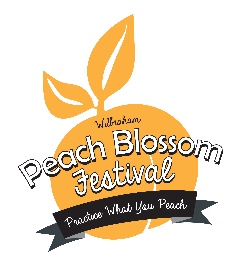 Wilbraham
Peach Blossom
Festival
Practice What You Peach